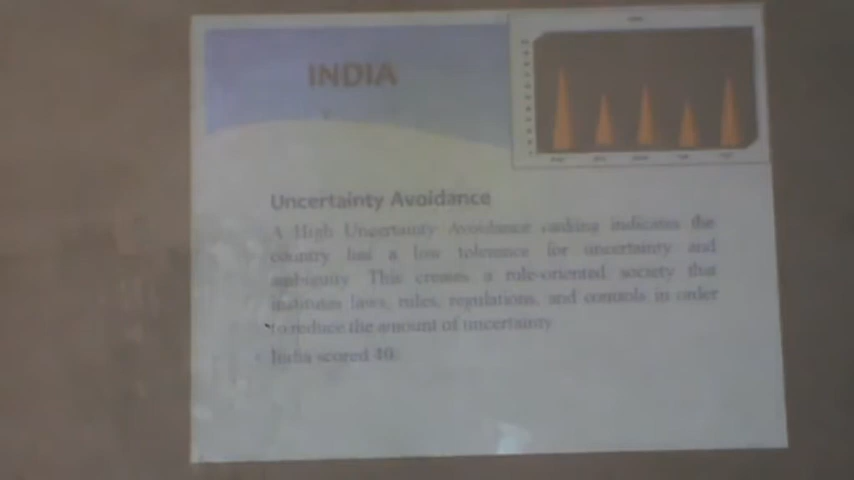 INDIA
Uncertainty Avoidance
A High Uncertainty Avoidance ranking indicates the
country has a low tolerance for uncertainty and
ambiguity. This creates a rule-oriented society that
institutes laws, rules, regulations, and controls in order
to reduce the amount of uncertainty
India scored 40